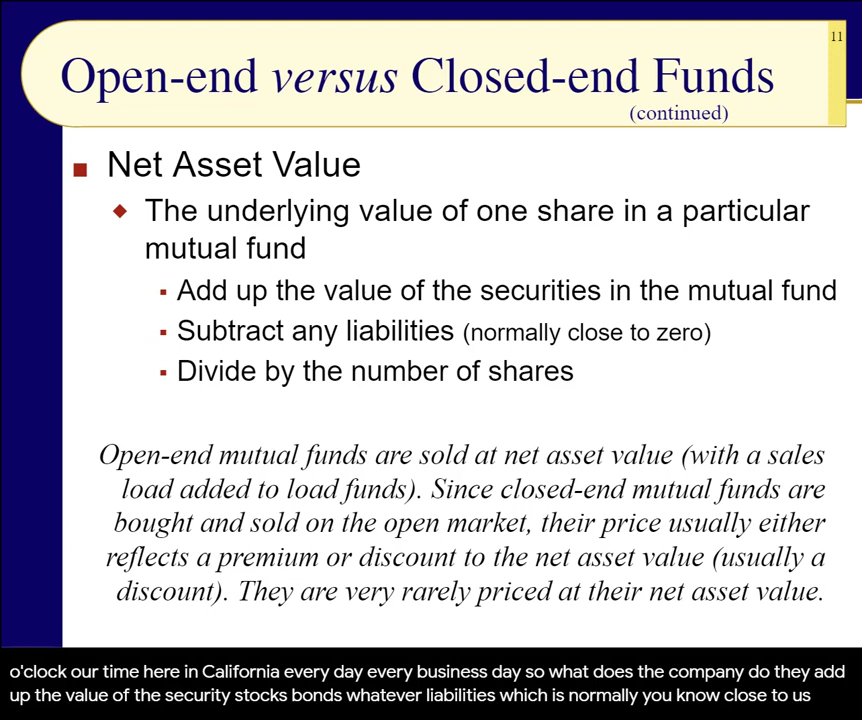 11
Open-end versus Closed-end Funds
(continued)
Net Asset Value
The underlying value of one share in a particular
mutual fund
Add up the value of the securities in the mutual fund
Subtract any liabilities (normally close to zero)
Divide by the number of shares
Open-end mutual funds are sold at net asset value (with a sales
load added to load funds). Since closed-end mutual funds are
bought and sold on the open market, their price usually either
reflects a premium or discount to the net asset value (usually a
discount). They are very rarely priced at their net asset value.
o'clock our time here in California every day every business day so what does the company do they add
up the value of the security stocks bonds whatever liabilities which is normally you know close to us